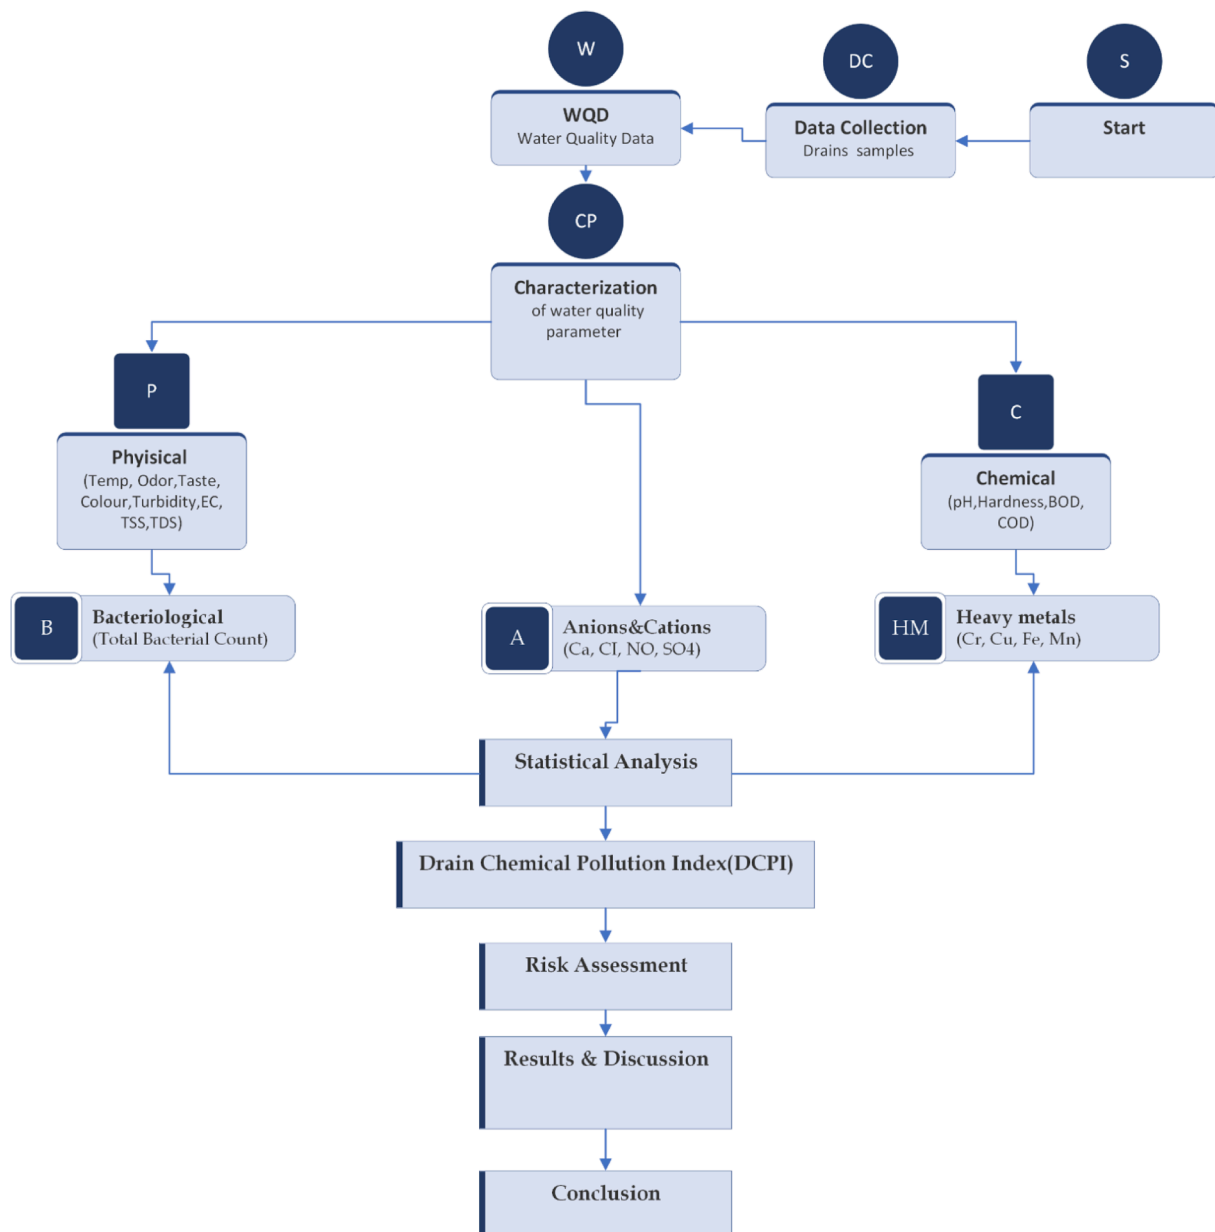 W
DC
S
WQD
Water Quality Data
Data Collection
Drains samples
Start
CP
Characterization
of water quality
parameter
P
C
Phyisical
(Temp, Odor,Taste,
Colour,Turbidity,EC,
TSS,TDS)
Chemical
(pH,Hardness,BOD,
COD)
B
Bacteriological
(Total Bacterial Count)
A
Anions&Cations
(Ca, CI, NO, SO4)
HM
Heavy metals
(Cr, Cu, Fe, Mn)
Statistical Analysis
Drain Chemical Pollution Index(DCPI)
Risk Assessment
Results & Discussion
Conclusion